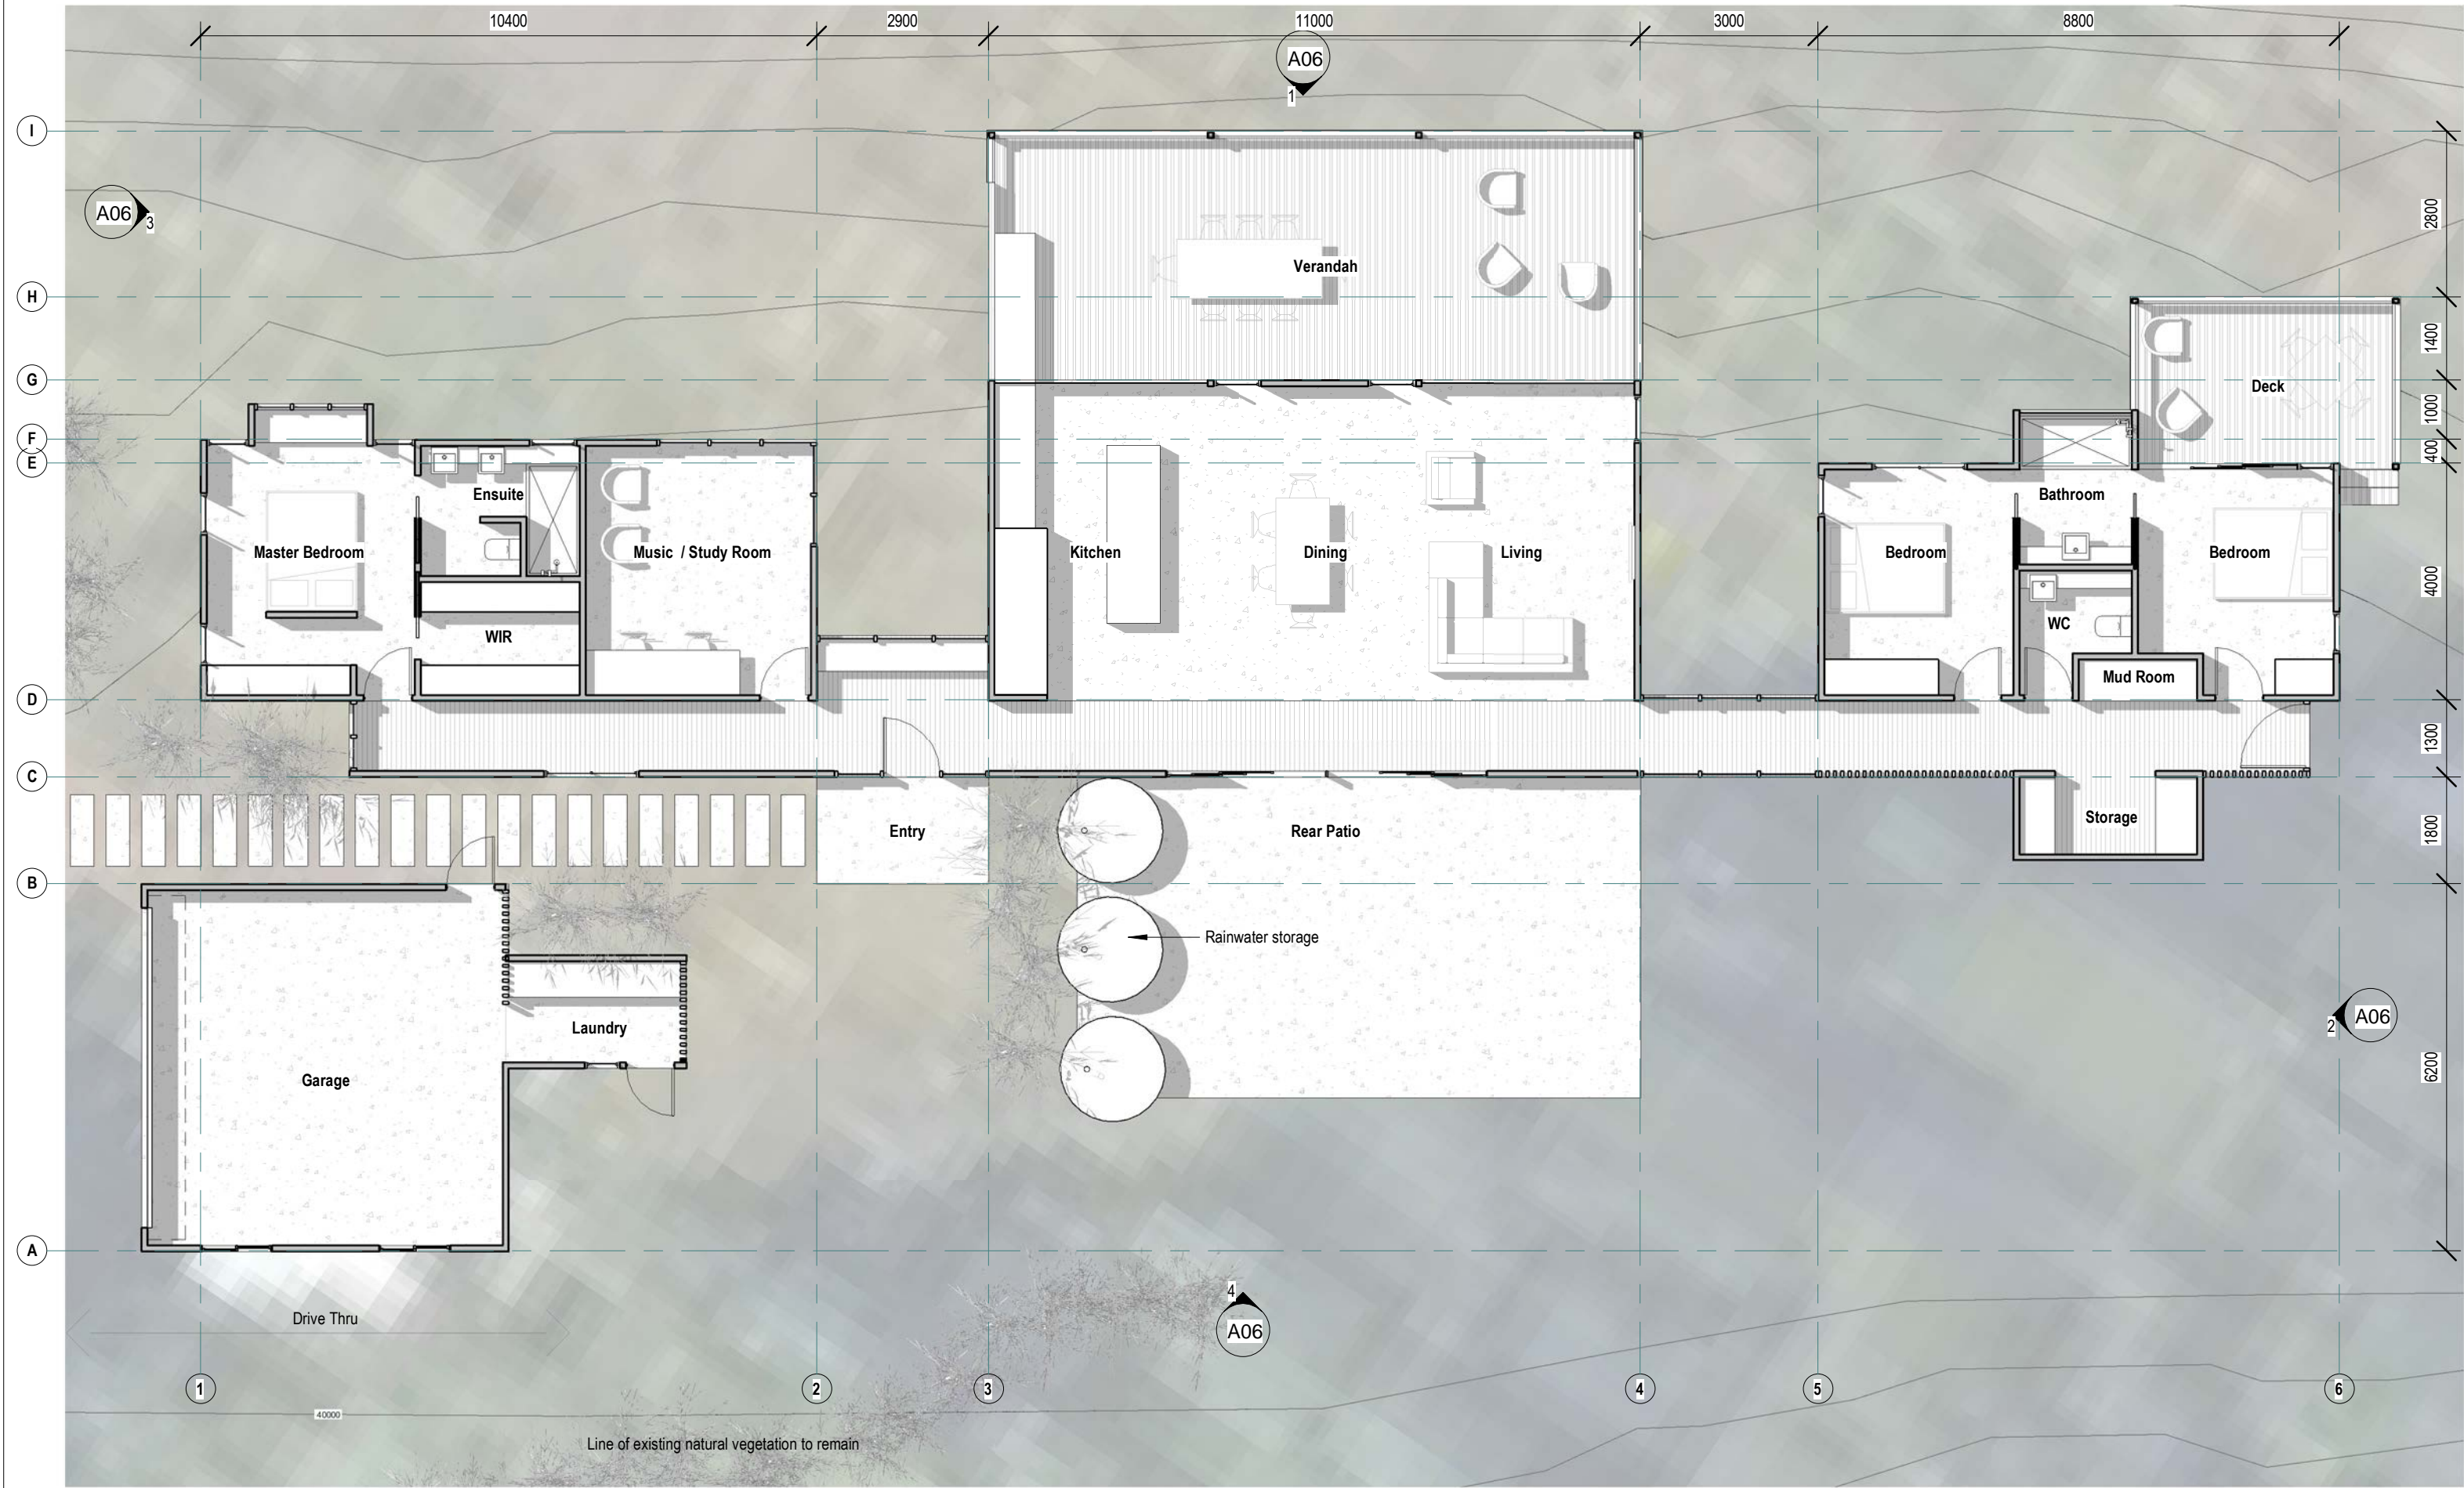 10400
2900
11000
3000
8800
A06
1
I
2800
A06
3
Verandah
H
1400
G
Deck
1000
F
E
400
Ensuite
Bathroom
Master Bedroom
Music / Study Room
Kitchen
Dining
Living
Bedroom
Bedroom
4000
WIR
WC
Mud Room
D
1300
C
Entry
Rear Patio
Storage
1800
B
Rainwater storage
Laundry
A06
2
Garage
6200
A
4
A06
Drive Thru
1
2
3
4
5
6
40000
Line of existing natural vegetation to remain